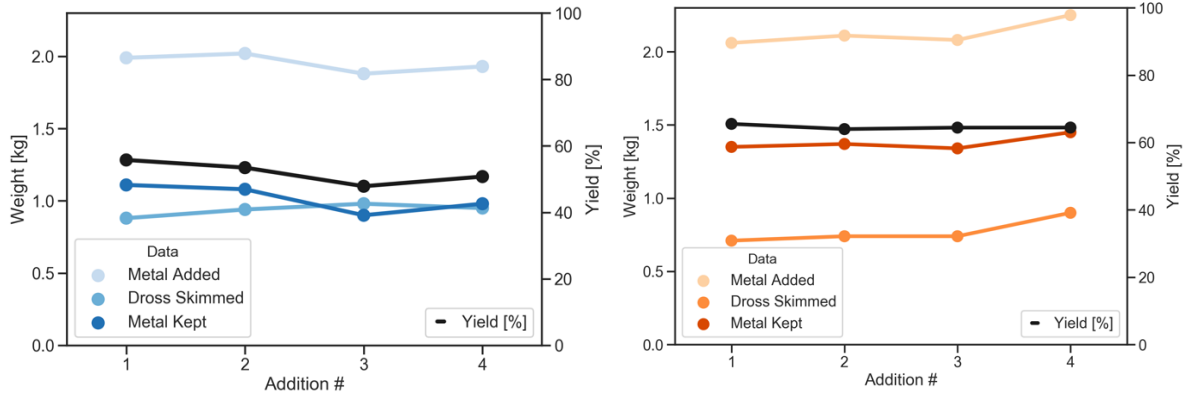 100
2.0
80
1.5
60
Weight [kg]
Yield [%]
1.0
40
Data
Metal Added
0.5
20
Dross Skimmed
Metal Kept
Yield [%]
0.0
0
1 2 3 4
Addition #
100
2.0
80
1.5
60
Weight [kg]
Yield [%]
1.0
40
Data
Metal Added
0.5
20
Dross Skimmed
Metal Kept
Yield [%]
0.0
0
1 2 3 4
Addition #